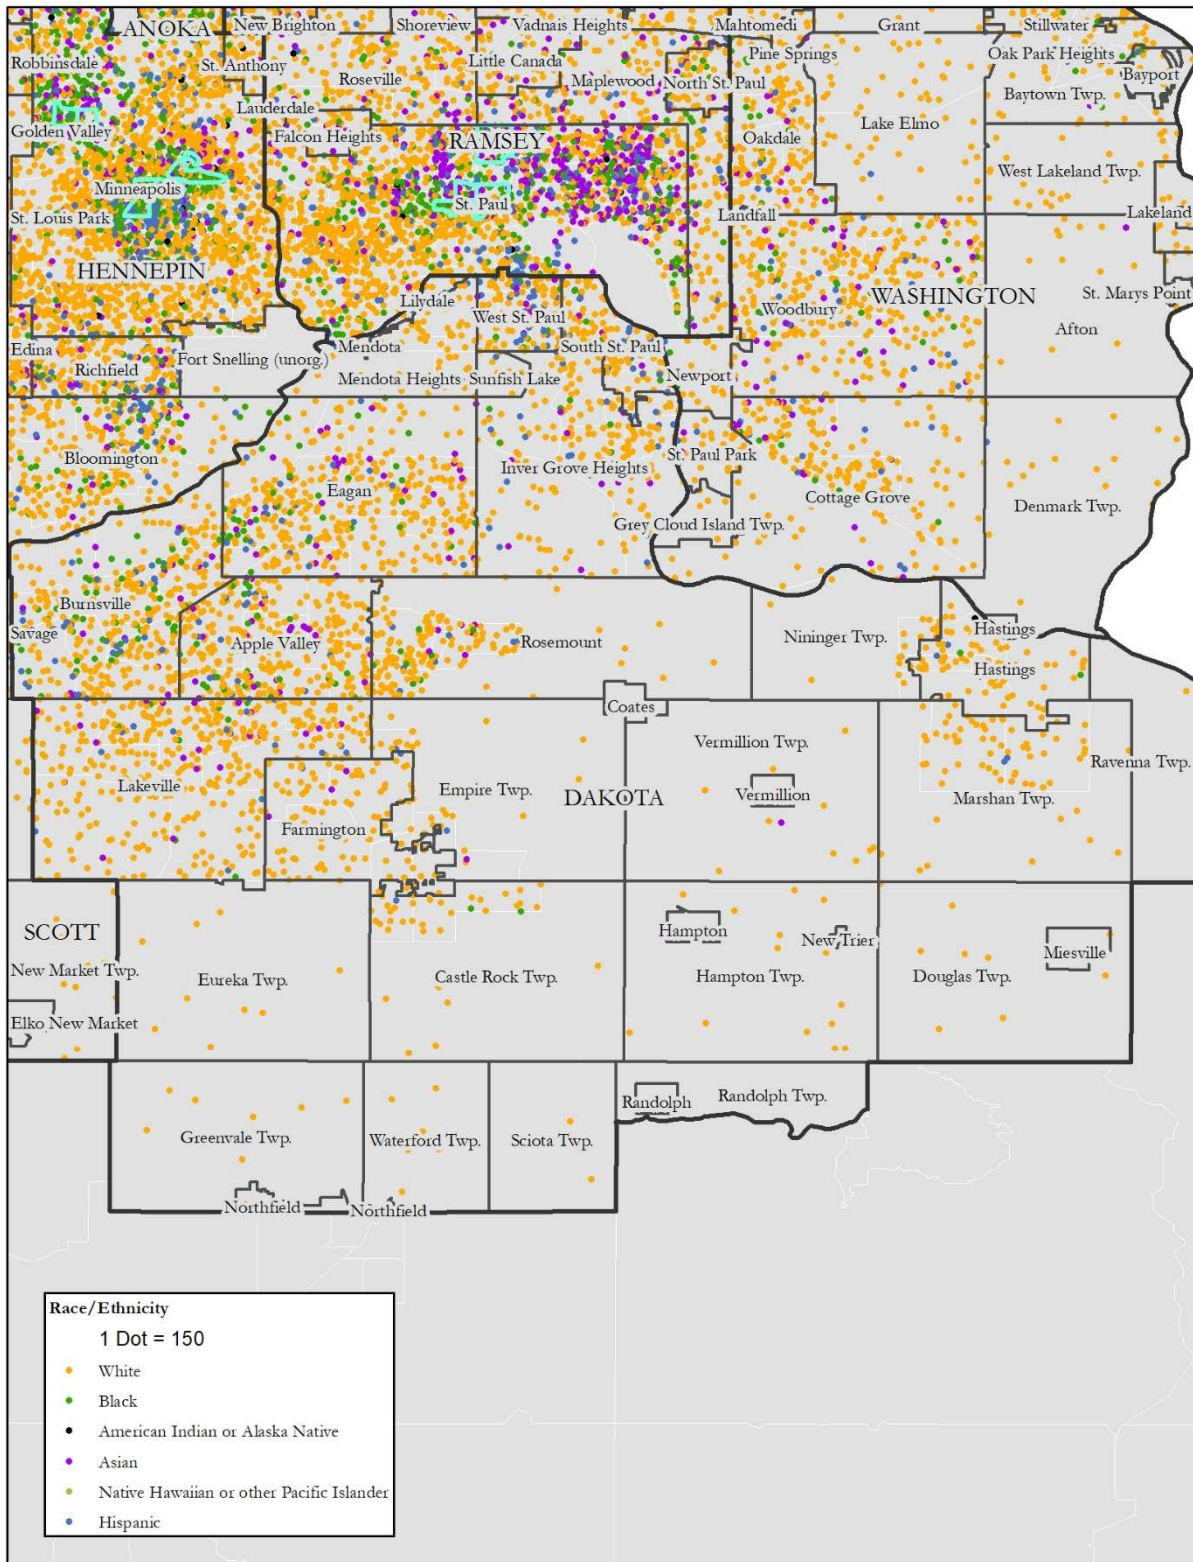 ANOKA
New Brighton
Shoreview
Vadnais Heights
Mahtomedi
Grant
Stillwater
Robbinsdale
St. Anthony
Roseville
Little Canada
Maplewood
North St. Paul
Pine Springs
Oak Park Heights
Bayport
Baytown Twp.
Golden Valley
Lauderdale
Falcon Heights
RAMSEY
Oakdale
Lake Elmo
West Lakeland Twp.
Minneapolis
St. Louis Park
St. Paul
Landfall
Lakeland
HENNEPIN
Lilydale
West St. Paul
Woodbury
WASHINGTON
St. Marys Point
Afton
Edina
Richfield
Fort Snelling (unorg.)
Mendota
Mendota Heights
Sunfish Lake
South St. Paul
Newport
Bloomington
Eagan
Inver Grove Heights
St. Paul Park
Cottage Grove
Denmark Twp.
Grey Cloud Island Twp.
Burnsville
Savage
Apple Valley
Rosemount
Nininger Twp.
Hastings
Hastings
Coates
Vermillion Twp.
Ravenna Twp.
Lakeville
Empire Twp.
DAKOTA
Vermillion
Marshan Twp.
Farmington
SCOTT
New Market Twp.
Eureka Twp.
Castle Rock Twp.
Hampton
New Trier
Hampton Twp.
Douglas Twp.
Miesville
Elko New Market
Randolph
Randolph Twp.
Greenvale Twp.
Waterford Twp.
Sciota Twp.
Northfield
Northfield
Race/Ethnicity
1 Dot = 150
White
Black
American Indian or Alaska Native
Asian
Native Hawaiian or other Pacific Islander
Hispanic